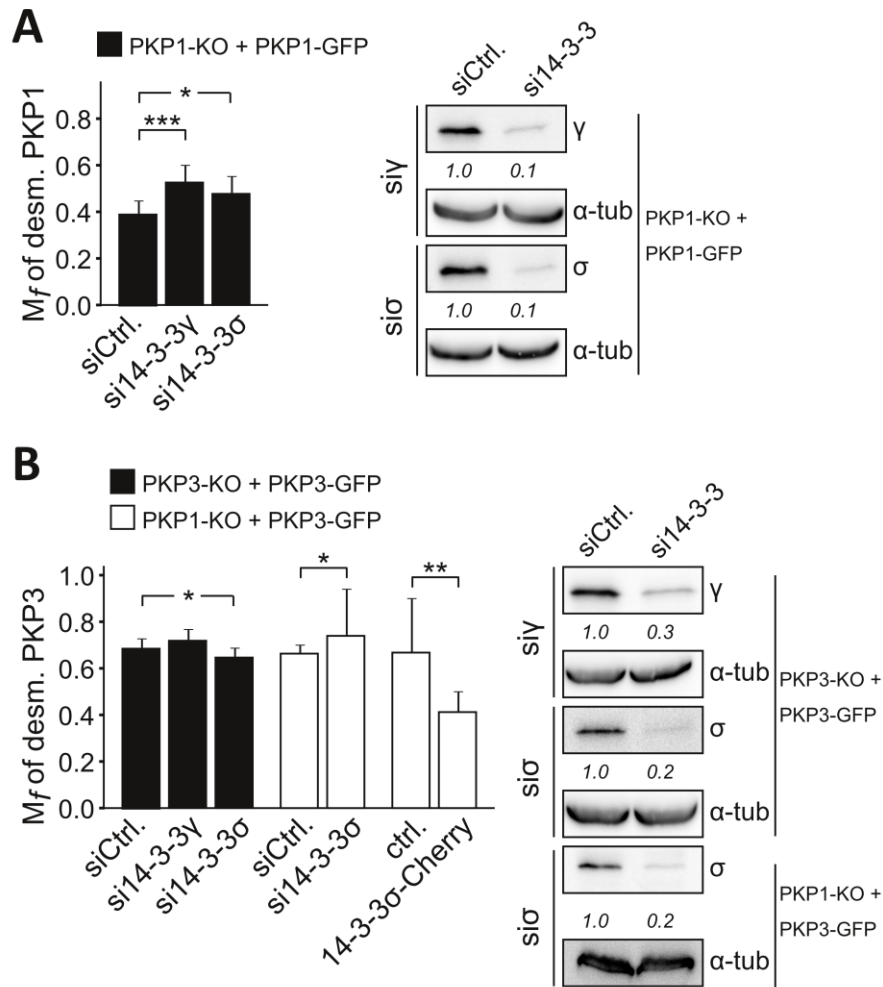 A
PKP1-KO + PKP1-GFP
Mf of desm. PKP1
0.8
0.6
0.4
0.2
0.0
*
***
siCtrl.
si14-3-3γ
si14-3-3σ
siCtrl.
si14-3-3
siγ
γ
1.0 0.1
α-tub
siσ
σ
1.0 0.1
α-tub
PKP1-KO +
PKP1-GFP
B
PKP3-KO + PKP3-GFP
PKP1-KO + PKP3-GFP
Mf of desm. PKP3
1.0
0.8
0.6
0.4
0.2
0.0
*
*
**
siCtrl.
si14-3-3γ
si14-3-3σ
siCtrl.
si14-3-3σ
ctrl.
14-3-3σ-Cherry
siCtrl.
si14-3-3
siγ
γ
1.0 0.3
α-tub
siσ
σ
1.0 0.2
α-tub
PKP3-KO +
PKP3-GFP
siσ
σ
1.0 0.2
α-tub
PKP1-KO +
PKP3-GFP